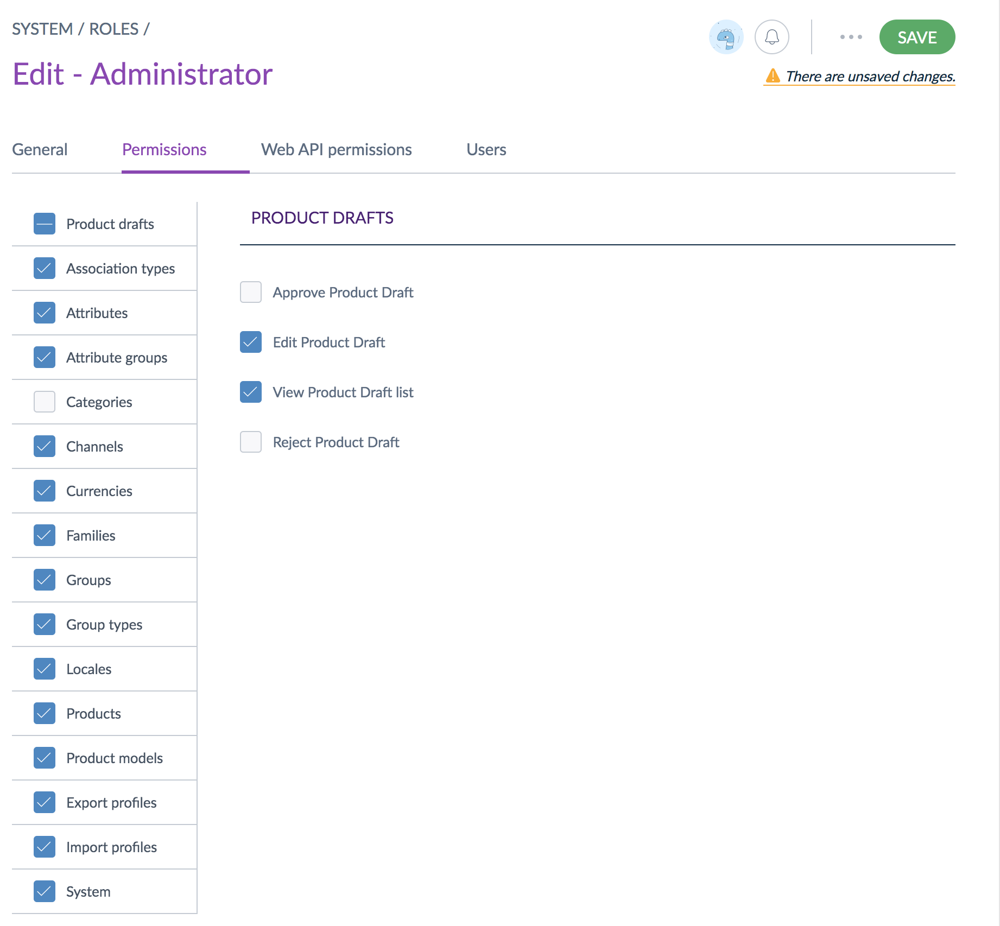 SYSTEM / ROLES /
SAVE
Edit - Administrator
There are unsaved changes.
General
Permissions
Web API permissions
Users
Product drafts
Association types
Attributes
Attribute groups
Categories
Channels
Currencies
Families
Groups
Group types
Locales
Products
Product models
Export profiles
Import profiles
System
PRODUCT DRAFTS
Approve Product Draft
Edit Product Draft
View Product Draft list
Reject Product Draft